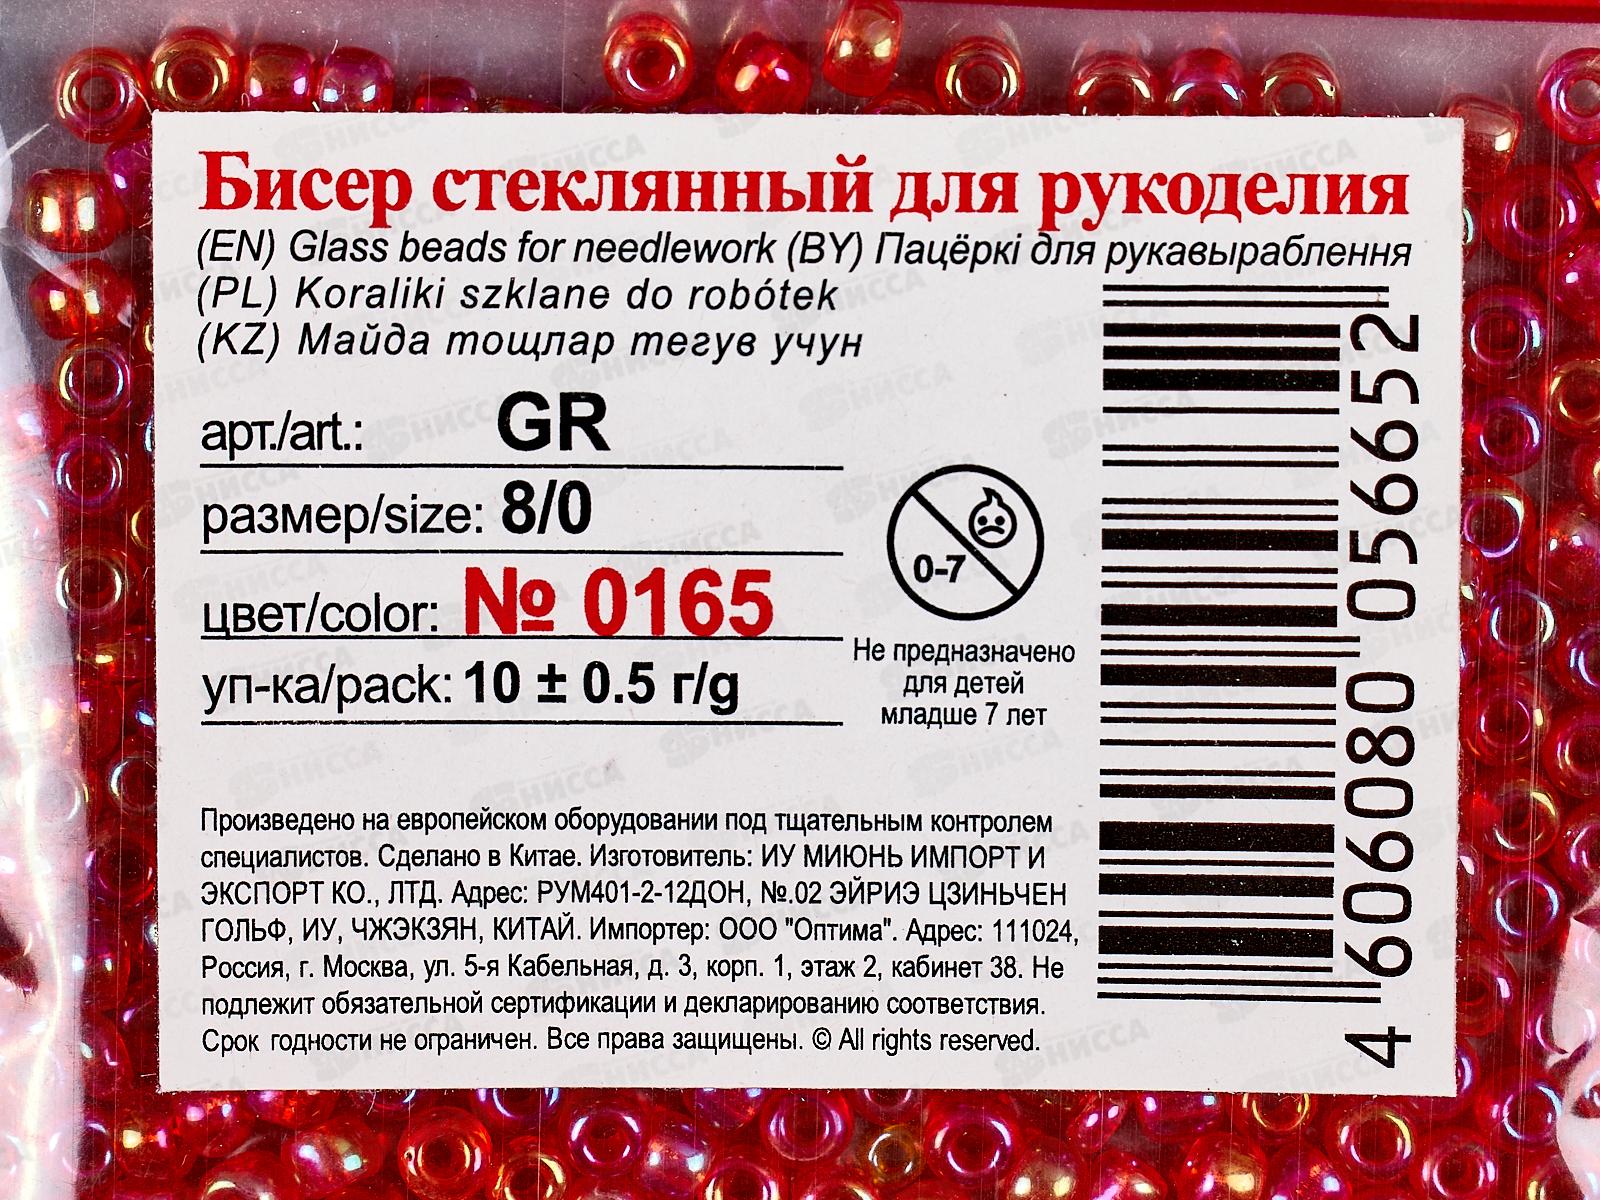 Бисер стеклянный для рукоделия
(EN) Glass beads for needlework (BY) Пацёркі для рукавыраблення
(PL) Koraliki szklane do robótek
(KZ) Майда тощлар тегув учун
арт./art.: GR
размер/size: 8/0
цвет/color: № 0165
уп-ка/pack: 10 ± 0.5 г/g
0-7
Не предназначено
для детей
младше 7 лет
Произведено на европейском оборудовании под тщательным контролем
специалистов. Сделано в Китае. Изготовитель: ИУ МИЮНЬ ИМПОРТ И
ЭКСПОРТ КО., ЛТД. Адрес: РУМ401-2-12ДОН, №.02 ЭЙРИЭ ЦЗИНЬЧЕН
ГОЛЬФ, ИУ, ЧЖЭКЗЯН, КИТАЙ. Импортер: ООО "Оптима". Адрес: 111024,
Россия, г. Москва, ул. 5-я Кабельная, д. 3, корп. 1, этаж 2, кабинет 38. Не
подлежит обязательной сертификации и декларированию соответствия.
Срок годности не ограничен. Все права защищены. © All rights reserved.
4 606080 056652
НИССА